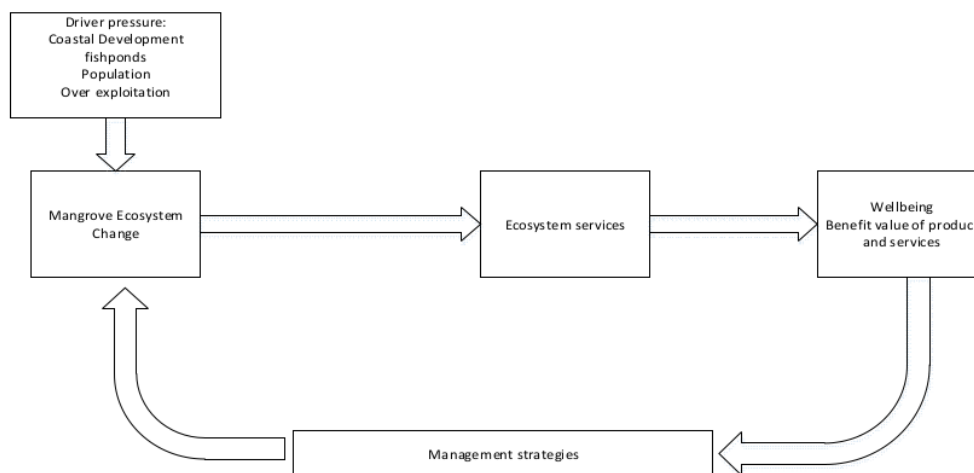 Driver pressure:
Coastal Development
fishponds
Population
Over exploitation
Mangrove Ecosystem
Change
Ecosystem services
Wellbeing
Benefit value of produc
and services
Management strategies